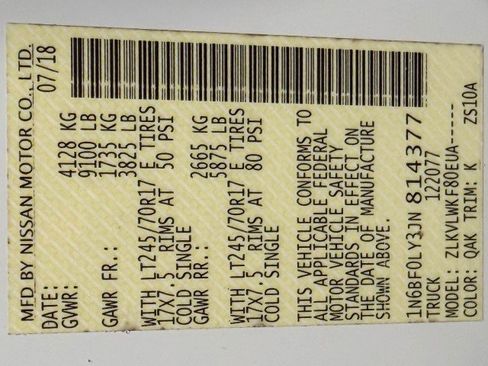 MFD BY NISSAN MOTOR CO., LTD.
DATE: 07/18
GVWR: 4128 KG
9100 LB
GAWR FR.: 1735 KG
3825 LB
WITH LT245/70R17 E TIRES
17X7.5 RIMS AT 50 PSI
COLD SINGLE
GAWR RR.: 2665 KG
5875 LB
WITH LT245/70R17 E TIRES
17X7.5 RIMS AT 80 PSI
COLD SINGLE
THIS VEHICLE CONFORMS TO
ALL APPLICABLE FEDERAL
MOTOR VEHICLE SAFETY
STANDARDS IN EFFECT ON
THE DATE OF MANUFACTURE
SHOWN ABOVE.
1N6BF0LY3JN 814377
TRUCK 122077
MODEL: ZLKVLWKF80EUA-----
COLOR: QAK TRIM: K ZS10A